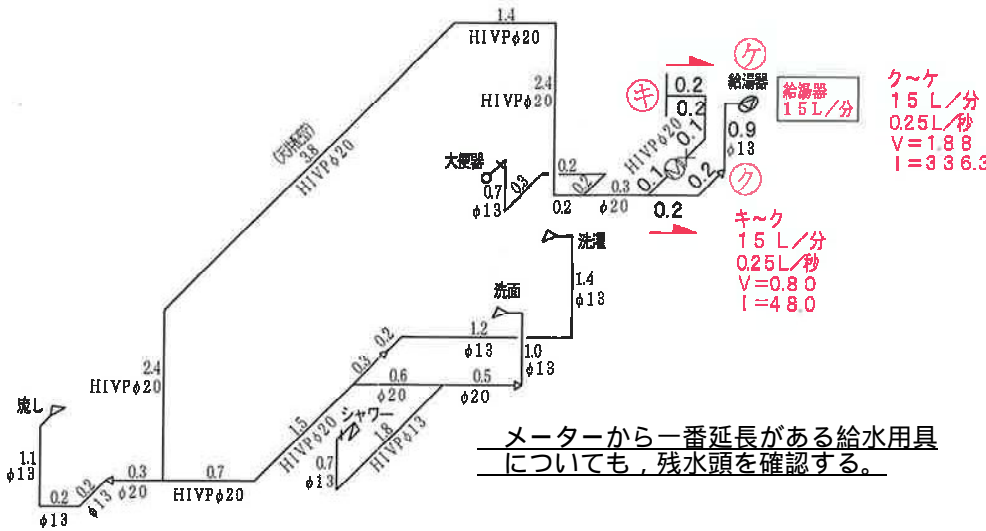 1.4
HIVPφ20
2.4
HIVPφ20
(天井配管)
3.8
HIVPφ20
キ
0.2
0.2
HIVPφ20
0.1
0.1
M
ケ
給湯器
0.9
φ13
給湯器
15L/分
ク~ケ
15 L/分
0.25L/秒
V=1.88
I=336.3
大便器
0.7
φ13
0.3
0.2
0.2
0.2
0.3
φ20
0.2
0.2
ク
キ~ク
15 L/分
0.25L/秒
V=0.80
I=48.0
洗濯
1.4
φ13
洗面
1.0
φ13
1.2
φ13
0.2
0.3
0.6
φ20
0.5
φ20
2.4
HIVPφ20
1.5
HIVPφ20
シャワー
0.7
φ13
1.8
HIVPφ13
流し
1.1
φ13
0.2
φ13
0.2
φ13
0.3
φ20
0.7
HIVPφ20
メーターから一番延長がある給水用具
についても,残水頭を確認する。